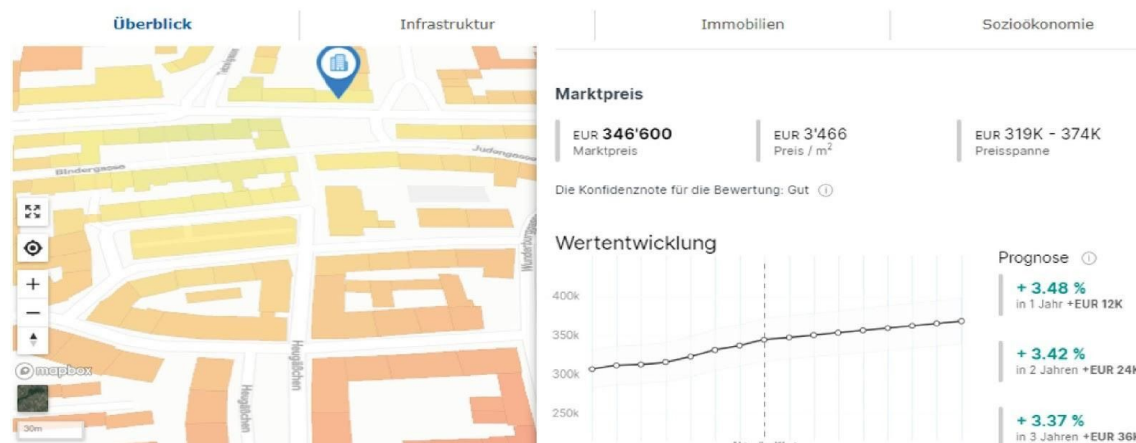 Überblick
Infrastruktur
Immobilien
Sozioökonomie
Bindergasse
Judengasse
Heugäßchen
Heugäßchen
mapbox
30m
Marktpreis
EUR 346'600
Marktpreis
EUR 3'466
Preis / m²
EUR 319K - 374K
Preisspanne
Die Konfidenznote für die Bewertung: Gut
Wertentwicklung
400k
350k
300k
250k
Prognose
+ 3.48 %
in 1 Jahr +EUR 12K
+ 3.42 %
in 2 Jahren +EUR 24K
+ 3.37 %
in 3 Jahren +EUR 36K